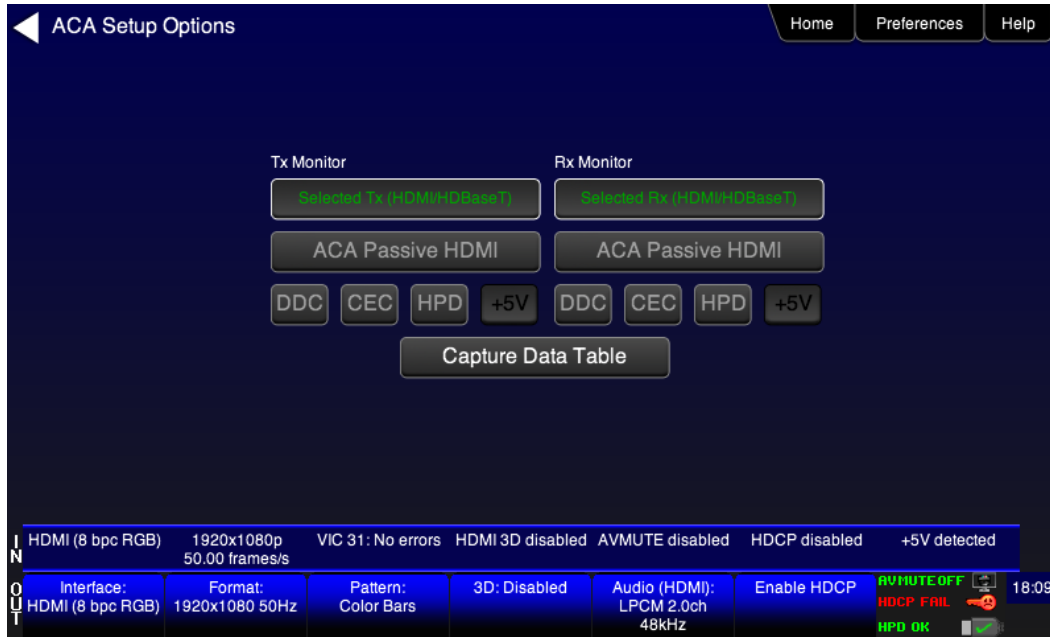 ACA Setup Options
Home
Preferences
Help
Tx Monitor
Rx Monitor
Selected Tx (HDMI/HDBaseT)
Selected Rx (HDMI/HDBaseT)
ACA Passive HDMI
ACA Passive HDMI
DDC
CEC
HPD
+5V
DDC
CEC
HPD
+5V
Capture Data Table
IN
HDMI (8 bpc RGB)
1920x1080p
50.00 frames/s
VIC 31: No errors
HDMI 3D disabled
AVMUTE disabled
HDCP disabled
+5V detected
OUT
Interface:
HDMI (8 bpc RGB)
Format:
1920x1080 50Hz
Pattern:
Color Bars
3D: Disabled
Audio (HDMI):
LPCM 2.0ch
48kHz
Enable HDCP
AVMUTEOFF
HDCP FAIL
HPD OK
18:09